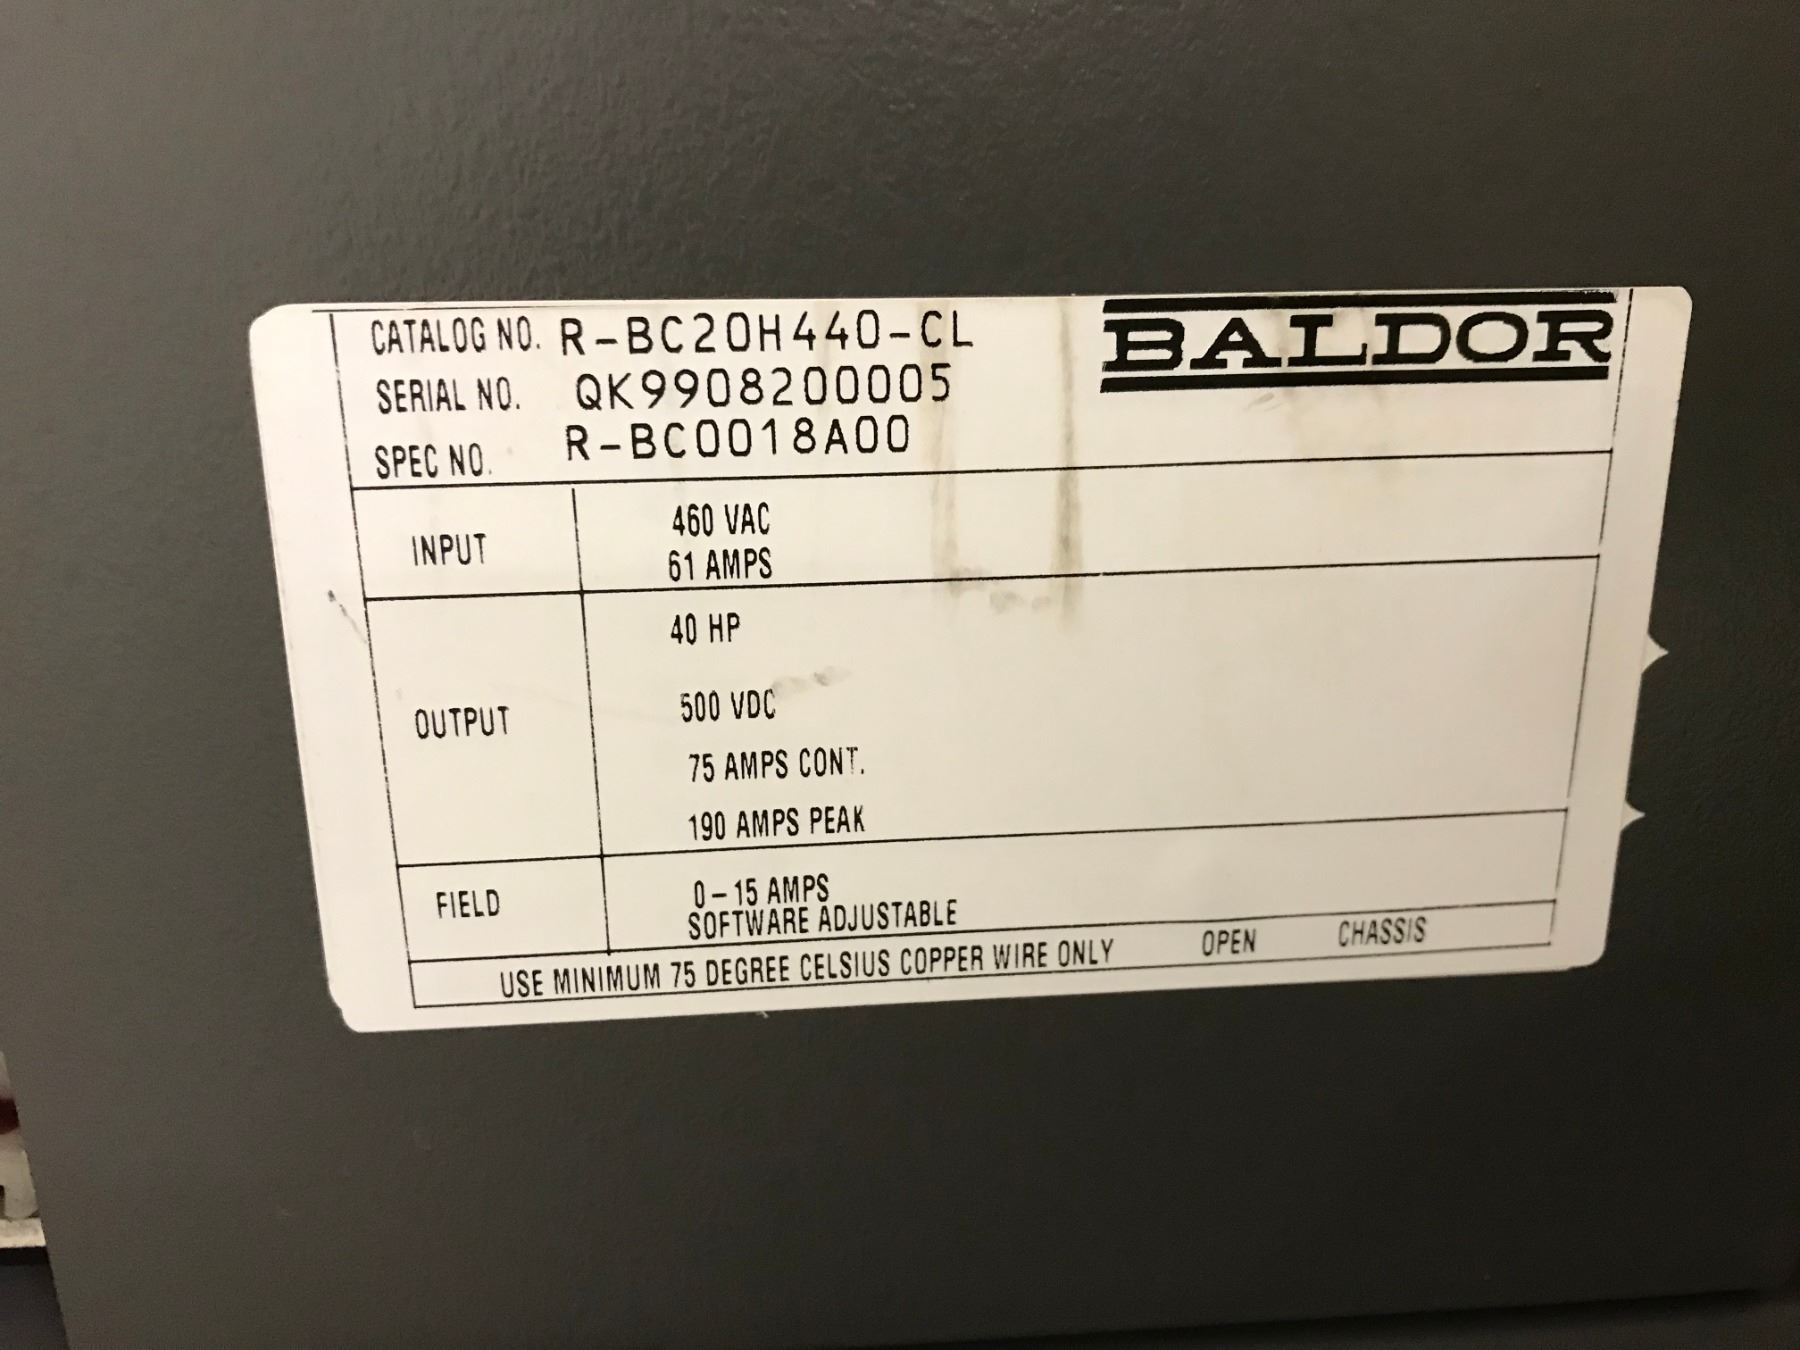 CATALOG NO. R-BC20H440-CL
BALDOR
SERIAL NO. QK9908200005
SPEC NO. R-BC0018A00
INPUT
460 VAC
61 AMPS
OUTPUT
40 HP
500 VDC
75 AMPS CONT.
190 AMPS PEAK
FIELD
0-15 AMPS
SOFTWARE ADJUSTABLE
USE MINIMUM 75 DEGREE CELSIUS COPPER WIRE ONLY OPEN CHASSIS